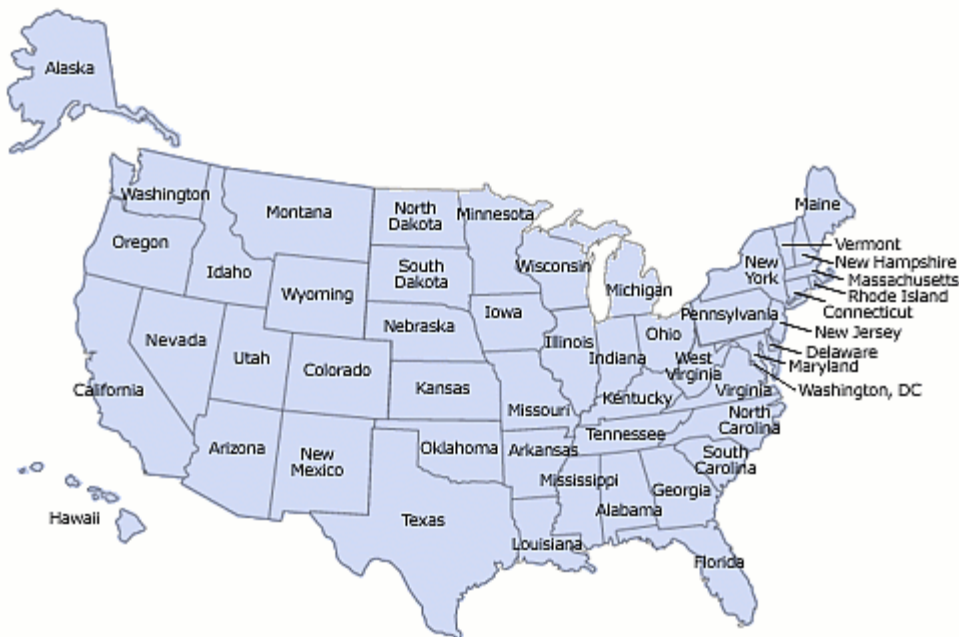 Alaska
Washington
Montana
North
Dakota
Minnesota
Maine
Oregon
Idaho
Wyoming
South
Dakota
Wisconsin
Michigan
New
York
Vermont
New Hampshire
Massachusetts
Rhode Island
Connecticut
Nevada
Utah
Colorado
Nebraska
Iowa
Illinois
Indiana
Ohio
Pennsylvania
New Jersey
Delaware
Maryland
Washington, DC
California
Kansas
Missouri
Kentucky
West
Virginia
Virginia
Arizona
New
Mexico
Oklahoma
Arkansas
Tennessee
North
Carolina
South
Carolina
Hawaii
Texas
Louisiana
Mississippi
Alabama
Georgia
Florida